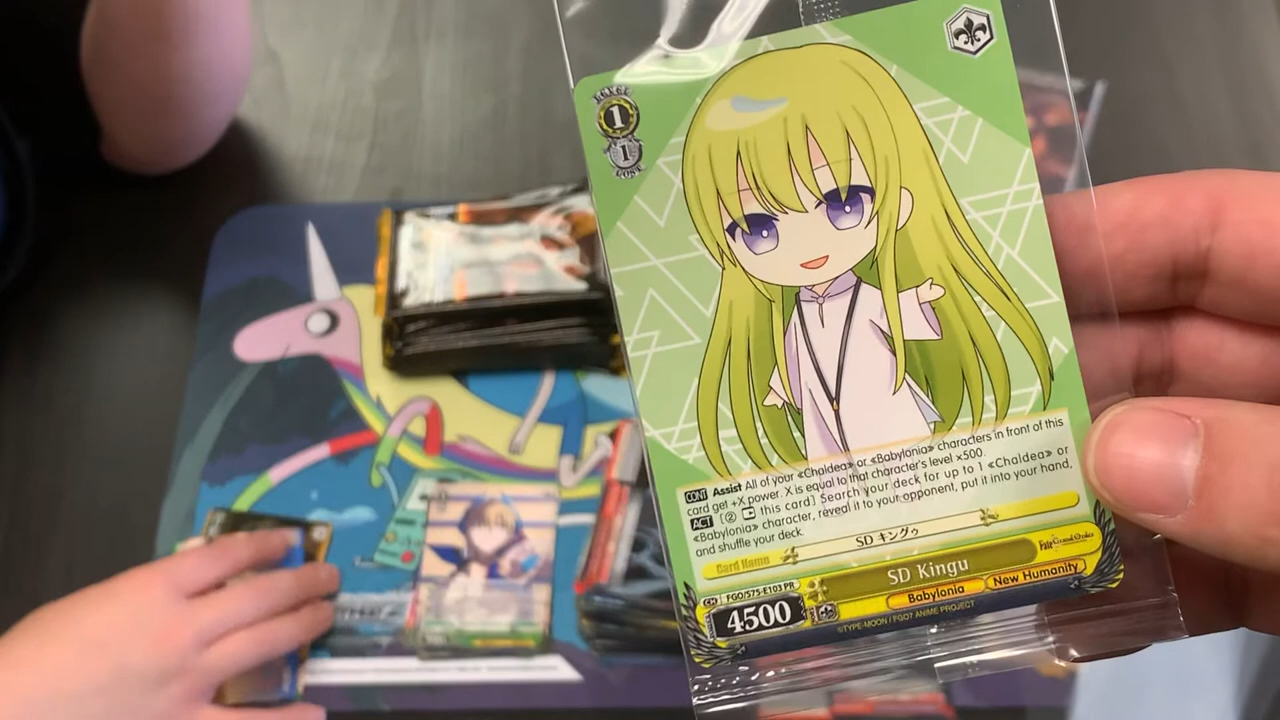 LEVEL
1
1
COST
CONT Assist All of your «Chaldea» or «Babylonia» characters in front of this
card get +X power. X is equal to that character's level ×500.
ACT [② this card] Search your deck for up to 1 «Chaldea» or
«Babylonia» character, reveal it to your opponent, put it into your hand,
and shuffle your deck.
Card Name
SD キングゥ
SD Kingu
Fate/Grand Order
CH FGO/S75-E103 PR
4500
Babylonia
New Humanity
©TYPE-MOON / FGO7 ANIME PROJECT